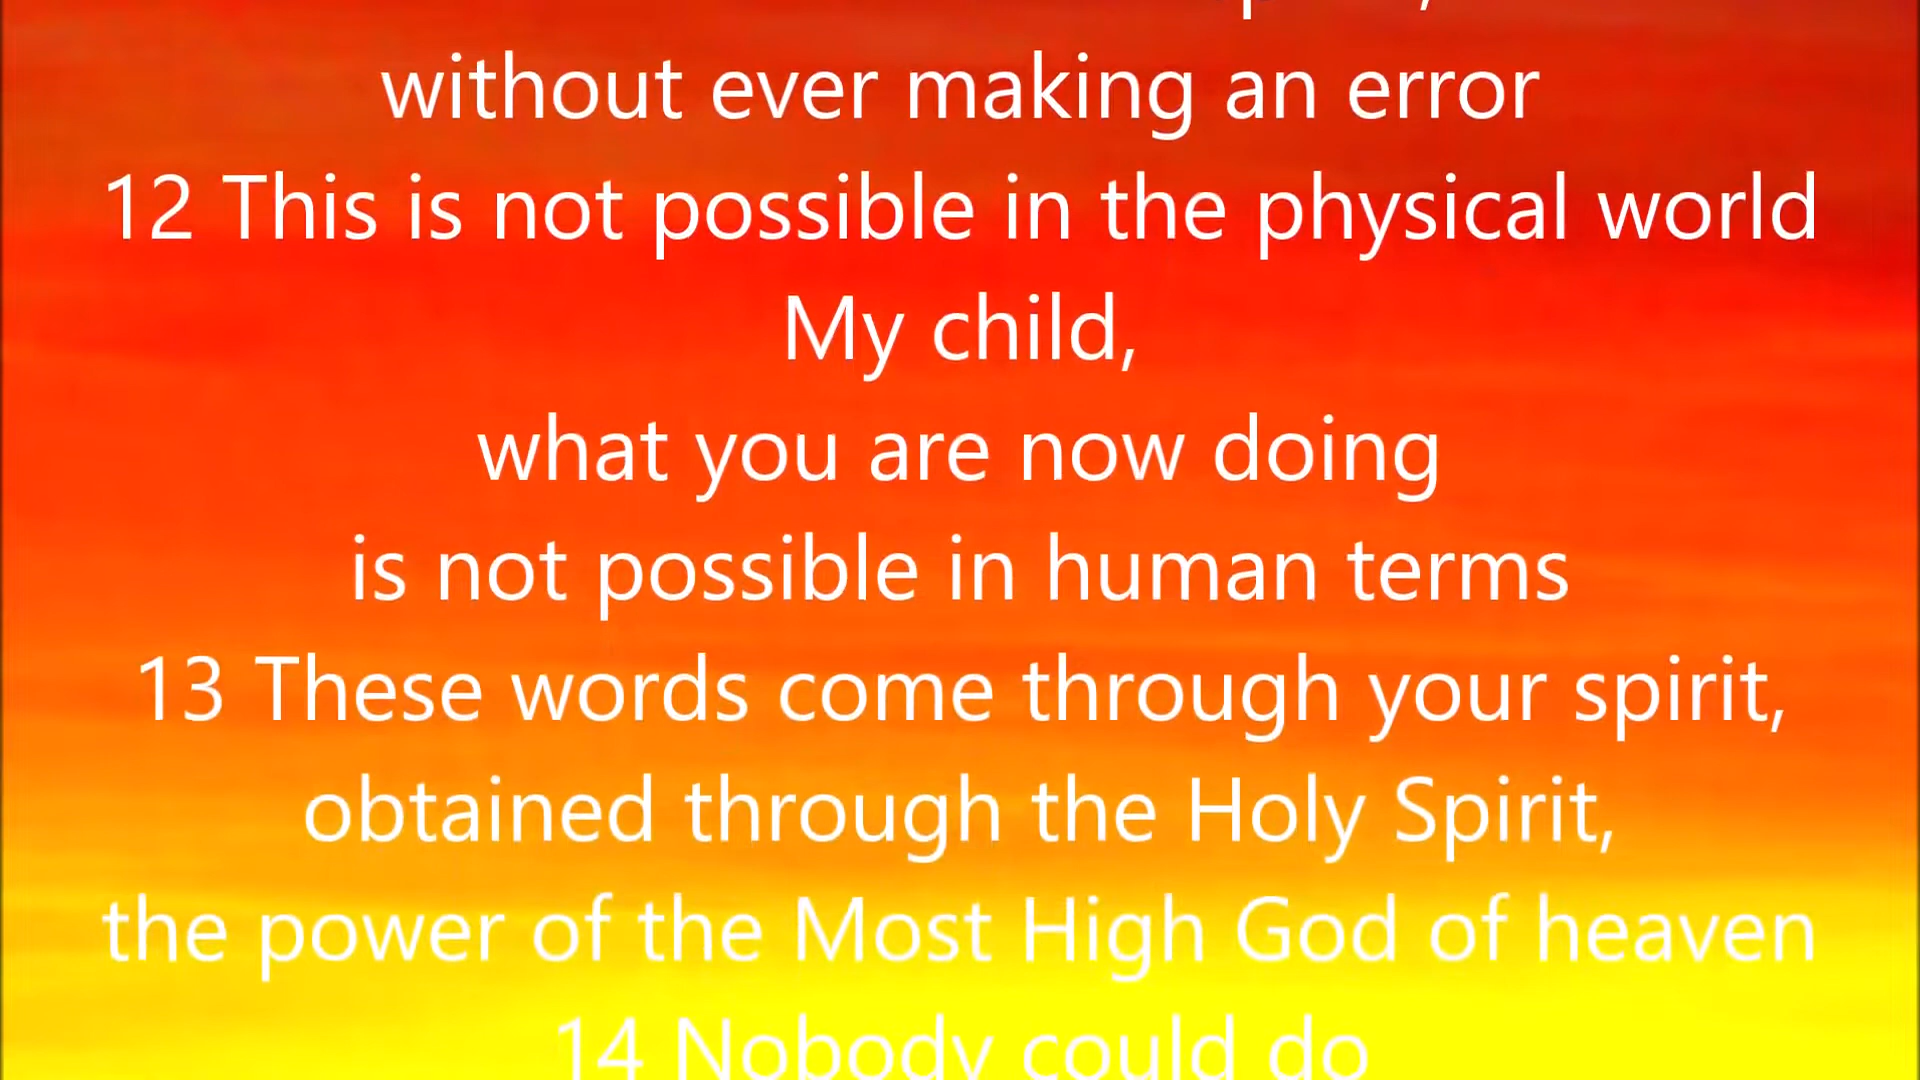 without ever making an error
12 This is not possible in the physical world
My child,
what you are now doing
is not possible in human terms
13 These words come through your spirit,
obtained through the Holy Spirit,
the power of the Most High God of heaven
14 Nobody could do